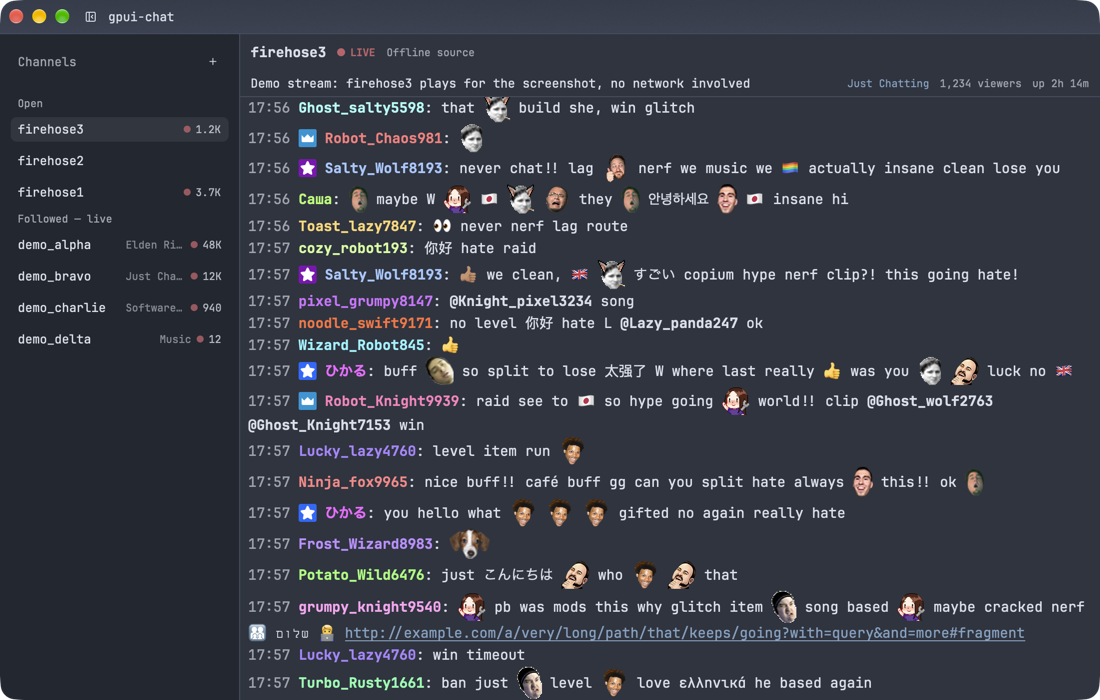 gpui-chat
Channels +
Open
firehose3 1.2K
firehose2
firehose1 3.7K
Followed — live
demo_alpha Elden Ri… 48K
demo_bravo Just Cha… 12K
demo_charlie Software… 940
demo_delta Music 12
firehose3 LIVE Offline source
Demo stream: firehose3 plays for the screenshot, no network involved Just Chatting 1,234 viewers up 2h 14m
17:56 Ghost_salty5598: that build she, win glitch
17:56 Robot_Chaos981:
17:56 Salty_Wolf8193: never chat!! lag nerf we music we 🏳️‍🌈 actually insane clean lose you
17:56 Саша: maybe W 🇯🇵 they 안녕하세요 🇯🇵 insane hi
17:56 Toast_lazy7847: 👀 never nerf lag route
17:57 cozy_robot193: 你好 hate raid
17:57 Salty_Wolf8193: 👍🏽 we clean, 🇬🇧 すごい copium hype nerf clip?! this going hate!
17:57 pixel_grumpy8147: @Knight_pixel3234 song
17:57 noodle_swift9171: no level 你好 hate L @Lazy_panda247 ok
17:57 Wizard_Robot845: 👍
17:57 ひかる: buff so split to lose 太强了 W where last really 👍 was you luck no 🇬🇧
17:57 Robot_Knight9939: raid see to 🇯🇵 so hype going world!! clip @Ghost_wolf2763
@Ghost_Knight7153 win
17:57 Lucky_lazy4760: level item run
17:57 Ninja_fox9965: nice buff!! café buff gg can you split hate always this!! ok
17:57 ひかる: you hello what gifted no again really hate
17:57 Frost_Wizard8983:
17:57 Potato_Wild6476: just こんにちは who that
17:57 grumpy_knight9540: pb was mods this why glitch item song based maybe cracked nerf
שלום http://example.com/a/very/long/path/that/keeps/going?with=query&and=more#fragment
17:57 Lucky_lazy4760: win timeout
17:57 Turbo_Rusty1661: ban just level love ελληνικά he based again